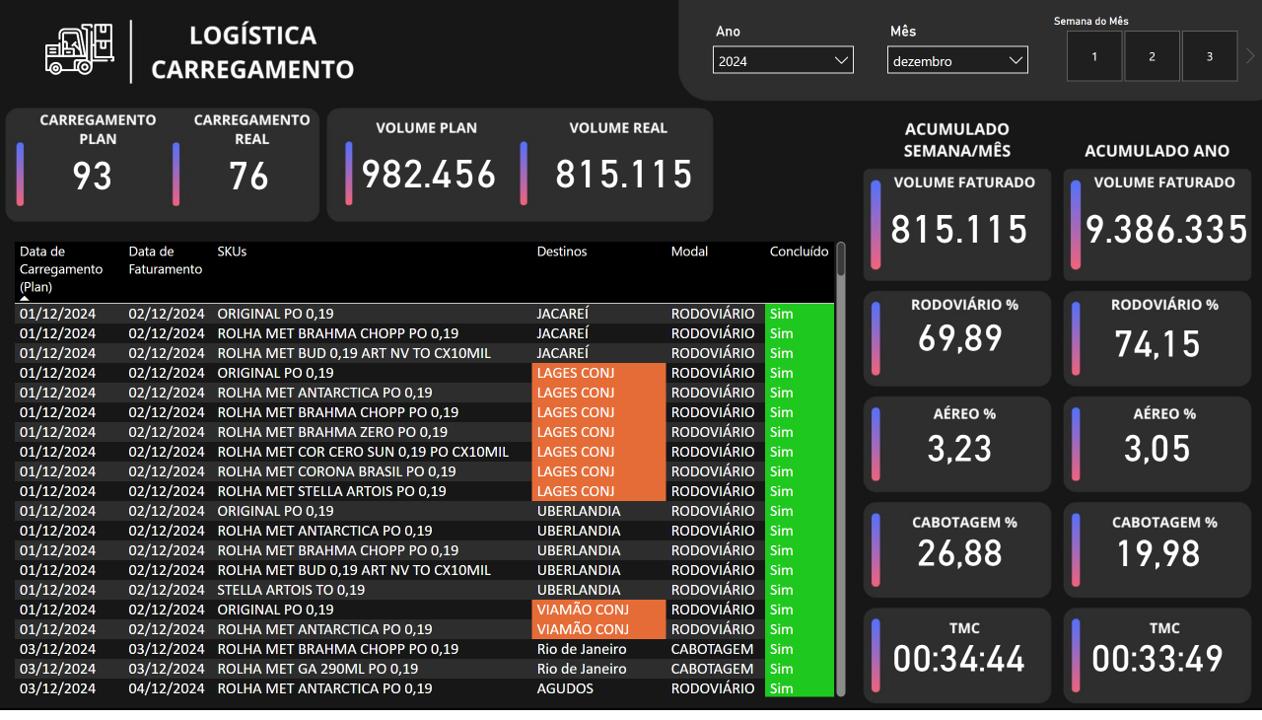 LOGÍSTICA
CARREGAMENTO
Ano
2024
Mês
dezembro
Semana do Mês
1 2 3
CARREGAMENTO
PLAN
93
CARREGAMENTO
REAL
76
VOLUME PLAN
982.456
VOLUME REAL
815.115
Data de
Carregamento
(Plan)
Data de
Faturamento
SKUs
Destinos
Modal
Concluído
01/12/2024 02/12/2024 ORIGINAL PO 0,19 JACAREÍ RODOVIÁRIO Sim
01/12/2024 02/12/2024 ROLHA MET BRAHMA CHOPP PO 0,19 JACAREÍ RODOVIÁRIO Sim
01/12/2024 02/12/2024 ROLHA MET BUD 0,19 ART NV TO CX10MIL JACAREÍ RODOVIÁRIO Sim
01/12/2024 02/12/2024 ORIGINAL PO 0,19 LAGES CONJ RODOVIÁRIO Sim
01/12/2024 02/12/2024 ROLHA MET ANTARCTICA PO 0,19 LAGES CONJ RODOVIÁRIO Sim
01/12/2024 02/12/2024 ROLHA MET BRAHMA CHOPP PO 0,19 LAGES CONJ RODOVIÁRIO Sim
01/12/2024 02/12/2024 ROLHA MET BRAHMA ZERO PO 0,19 LAGES CONJ RODOVIÁRIO Sim
01/12/2024 02/12/2024 ROLHA MET COR CERO SUN 0,19 PO CX10MIL LAGES CONJ RODOVIÁRIO Sim
01/12/2024 02/12/2024 ROLHA MET CORONA BRASIL PO 0,19 LAGES CONJ RODOVIÁRIO Sim
01/12/2024 02/12/2024 ROLHA MET STELLA ARTOIS PO 0,19 LAGES CONJ RODOVIÁRIO Sim
01/12/2024 02/12/2024 ORIGINAL PO 0,19 UBERLANDIA RODOVIÁRIO Sim
01/12/2024 02/12/2024 ROLHA MET ANTARCTICA PO 0,19 UBERLANDIA RODOVIÁRIO Sim
01/12/2024 02/12/2024 ROLHA MET BRAHMA CHOPP PO 0,19 UBERLANDIA RODOVIÁRIO Sim
01/12/2024 02/12/2024 ROLHA MET BUD 0,19 ART NV TO CX10MIL UBERLANDIA RODOVIÁRIO Sim
01/12/2024 02/12/2024 STELLA ARTOIS TO 0,19 UBERLANDIA RODOVIÁRIO Sim
01/12/2024 02/12/2024 ORIGINAL PO 0,19 VIAMÃO CONJ RODOVIÁRIO Sim
01/12/2024 02/12/2024 ROLHA MET ANTARCTICA PO 0,19 VIAMÃO CONJ RODOVIÁRIO Sim
03/12/2024 03/12/2024 ROLHA MET BRAHMA CHOPP PO 0,19 Rio de Janeiro CABOTAGEM Sim
03/12/2024 03/12/2024 ROLHA MET GA 290ML PO 0,19 Rio de Janeiro CABOTAGEM Sim
03/12/2024 04/12/2024 ROLHA MET ANTARCTICA PO 0,19 AGUDOS RODOVIÁRIO Sim
ACUMULADO
SEMANA/MÊS
VOLUME FATURADO
815.115
RODOVIÁRIO %
69,89
AÉREO %
3,23
CABOTAGEM %
26,88
TMC
00:34:44
ACUMULADO ANO
VOLUME FATURADO
9.386.335
RODOVIÁRIO %
74,15
AÉREO %
3,05
CABOTAGEM %
19,98
TMC
00:33:49